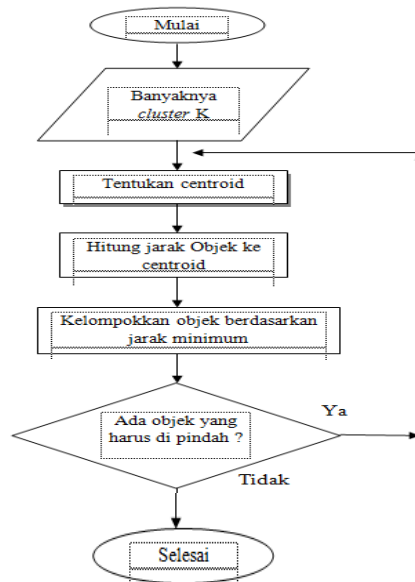 Mulai
Banyaknya
cluster K
Tentukan centroid
Hitung jarak Objek ke
centroid
Kelompokkan objek berdasarkan
jarak minimum
Ada objek yang
harus di pindah ?
Ya
Tidak
Selesai